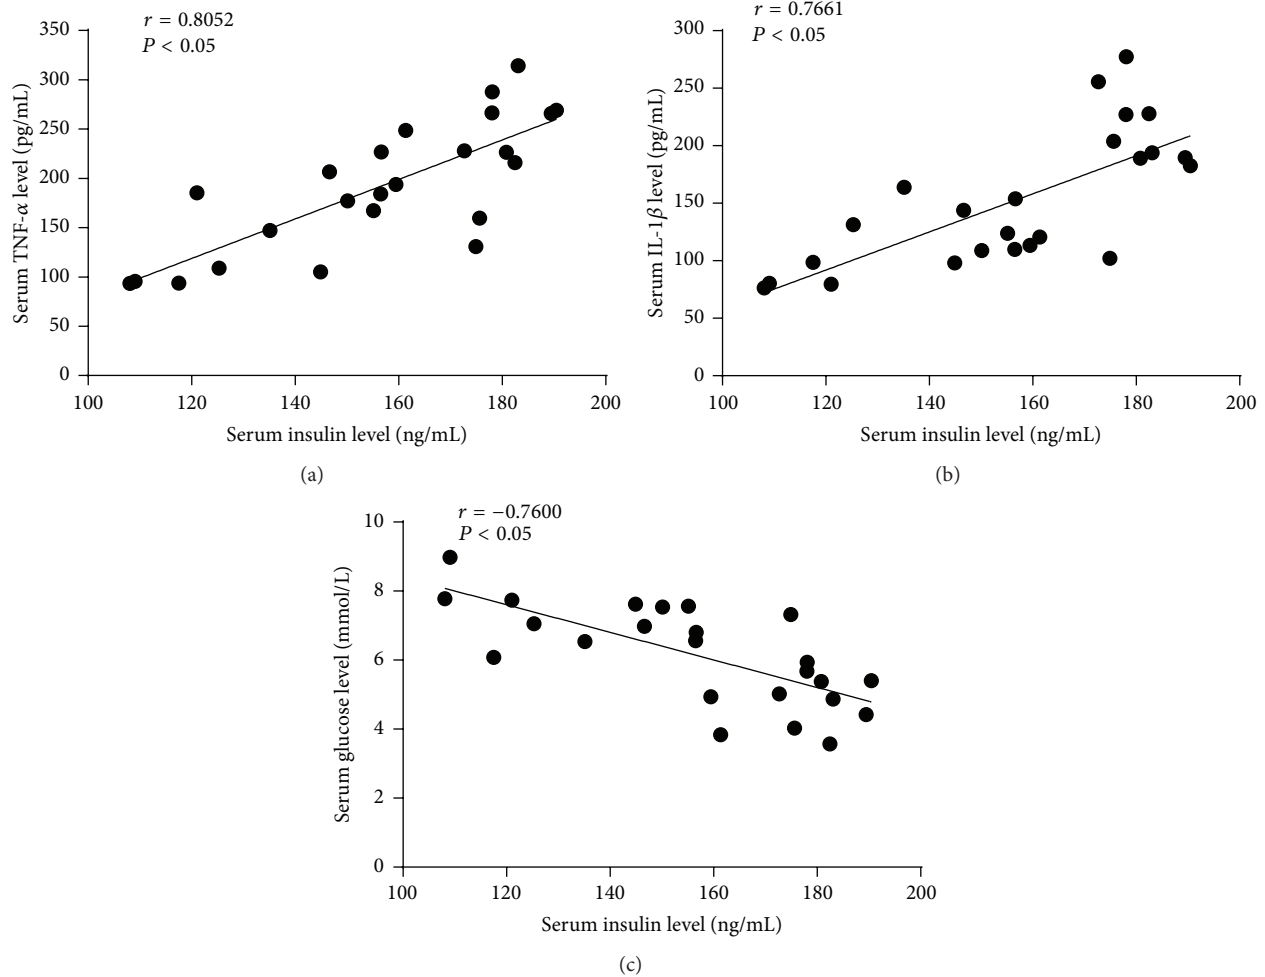 r = 0.8052
P < 0.05
350
300
250
200
150
100
50
0
Serum TNF-α level (pg/mL)
100 120 140 160 180 200
Serum insulin level (ng/mL)
(a)
r = 0.7661
P < 0.05
300
250
200
150
100
50
0
Serum IL-1β level (pg/mL)
100 120 140 160 180 200
Serum insulin level (ng/mL)
(b)
r = −0.7600
P < 0.05
10
8
6
4
2
0
Serum glucose level (mmol/L)
100 120 140 160 180 200
Serum insulin level (ng/mL)
(c)